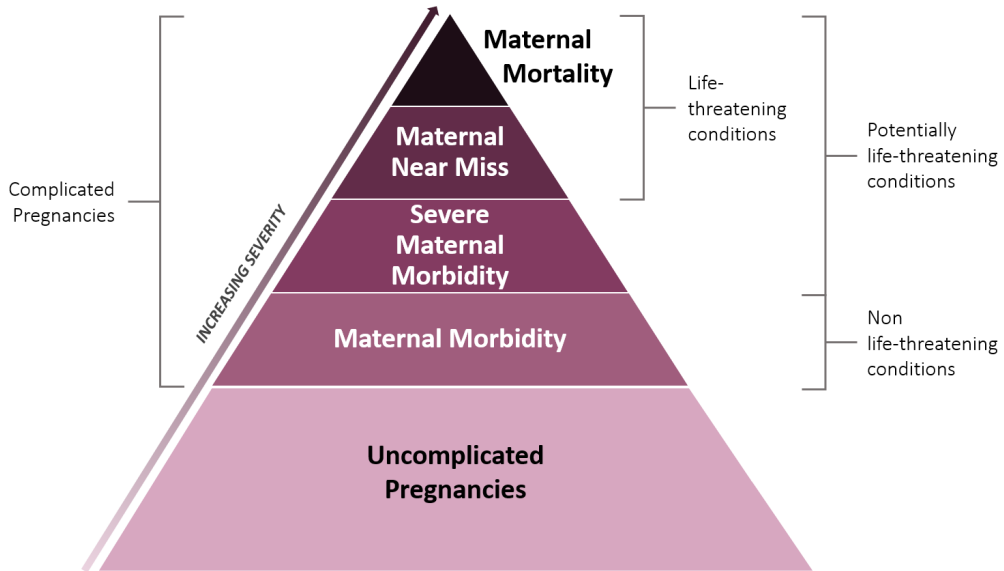 Maternal
Mortality
Life-
threatening
conditions
Potentially
life-threatening
conditions
Maternal
Near Miss
Complicated
Pregnancies
INCREASING SEVERITY
Severe
Maternal
Morbidity
Maternal Morbidity
Non
life-threatening
conditions
Uncomplicated
Pregnancies